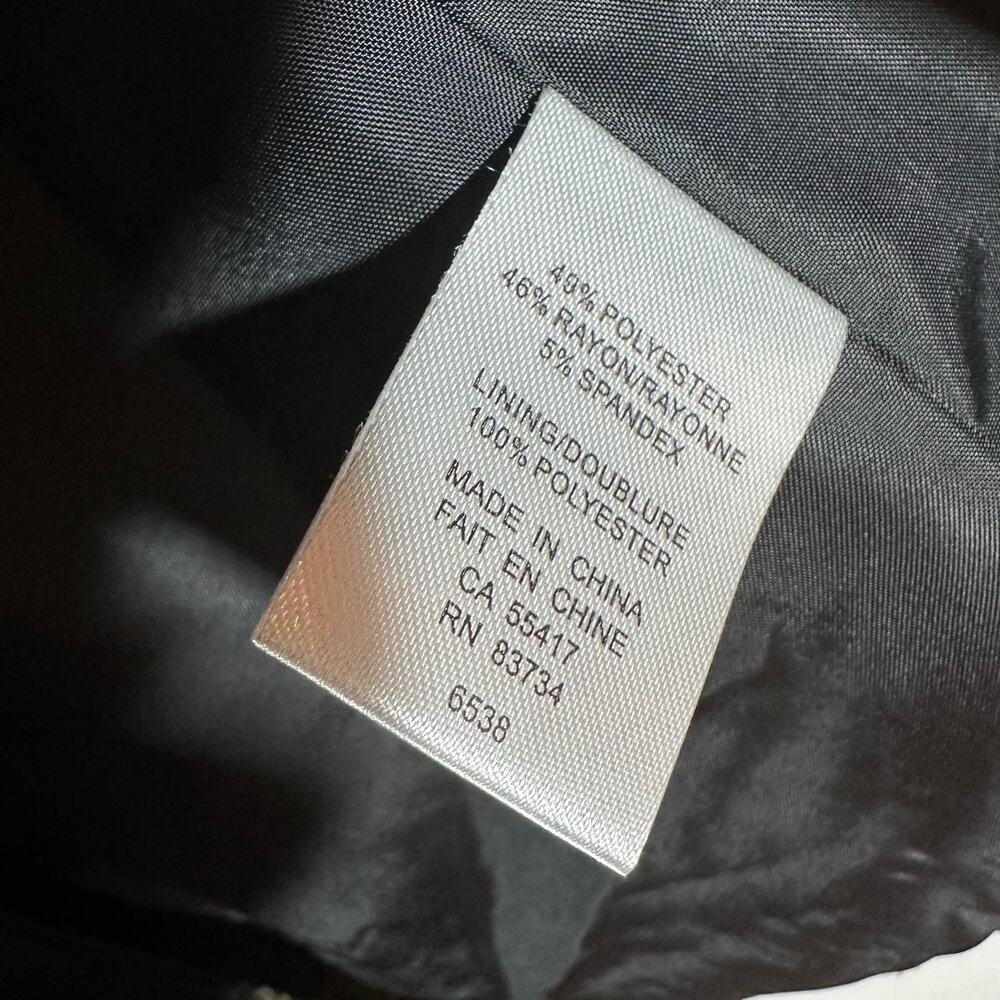 49% POLYESTER
46% RAYON/RAYONNE
5% SPANDEX
LINING/DOUBLURE
100% POLYESTER
MADE IN CHINA
FAIT EN CHINE
CA 55417
RN 83734
6538